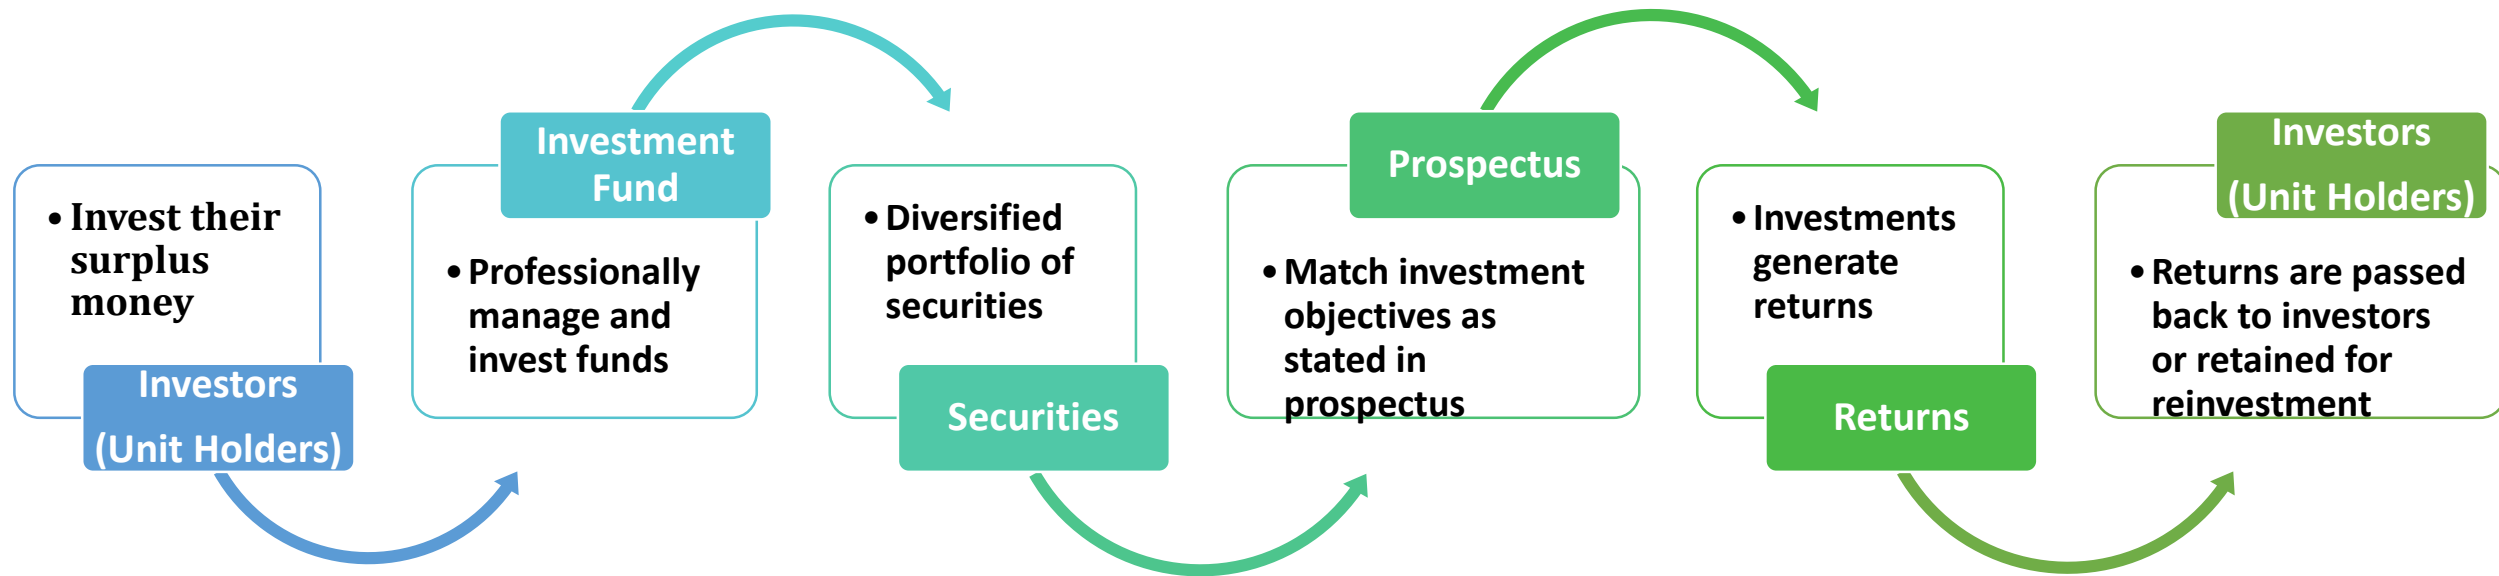 • Invest their
surplus
money
Investors
(Unit Holders)
Investment
Fund
• Professionally
manage and
invest funds
• Diversified
portfolio of
securities
Securities
Prospectus
• Match investment
objectives as
stated in
prospectus
• Investments
generate
returns
Returns
Investors
(Unit Holders)
• Returns are passed
back to investors
or retained for
reinvestment